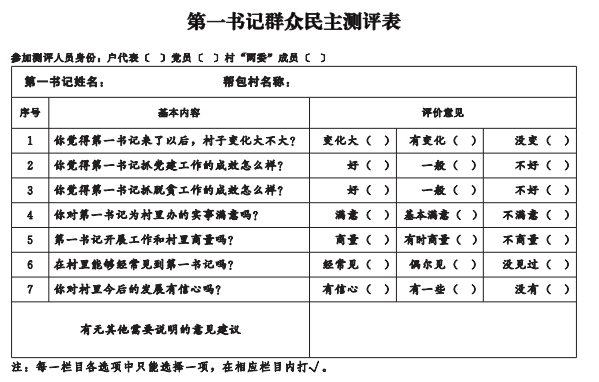 第一书记群众民主测评表
参加测评人员身份：户代表〔 〕党员〔 〕村“两委”成员〔 〕
第一书记姓名： 帮包村名称：
序号 基本内容 评价意见
1 你觉得第一书记来了以后，村子变化大不大？ 变化大（ ） 有变化（ ） 没变（ ）
2 你觉得第一书记抓党建工作的成效怎么样？ 好（ ） 一般（ ） 不好（ ）
3 你觉得第一书记抓脱贫工作的成效怎么样？ 好（ ） 一般（ ） 不好（ ）
4 你对第一书记为村里办的实事满意吗？ 满意（ ） 基本满意（ ） 不满意（ ）
5 第一书记开展工作和村里商量吗？ 商量（ ） 有时商量（ ） 不商量（ ）
6 在村里能够经常见到第一书记吗？ 经常见（ ） 偶尔见（ ） 没见过（ ）
7 你对村里今后的发展有信心吗？ 有信心（ ） 有一些（ ） 没有（ ）
有无其他需要说明的意见建议
注：每一栏目各选项中只能选择一项，在相应栏目内打√。